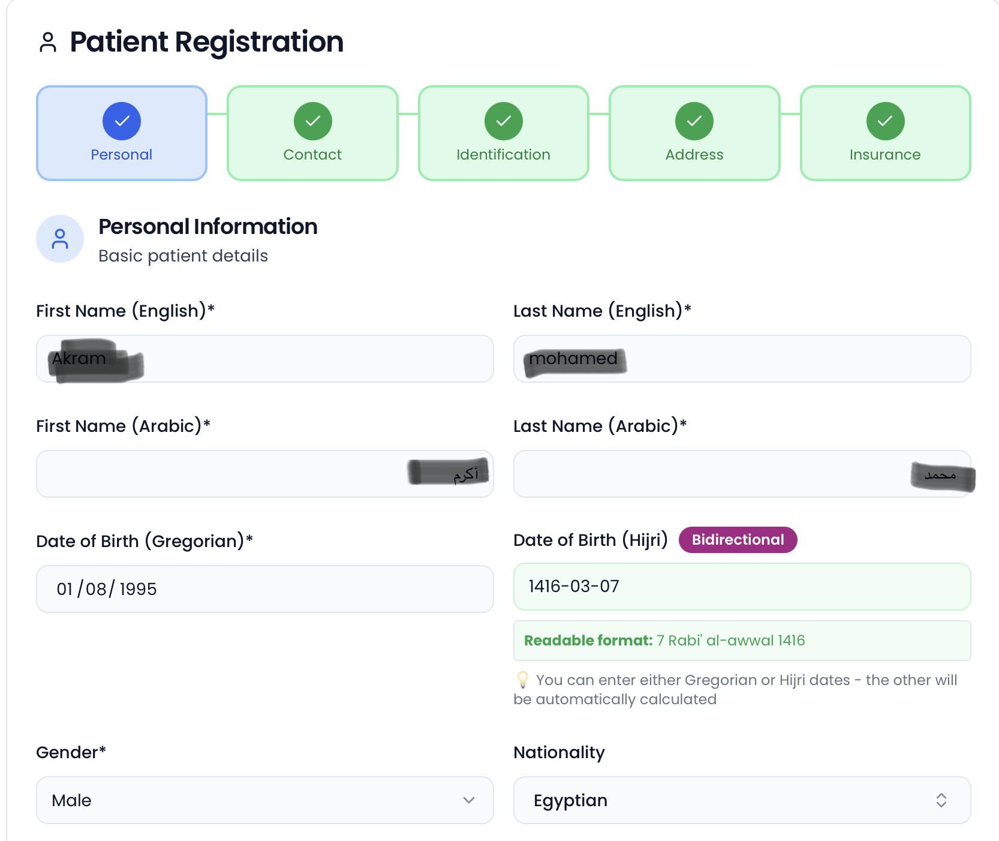 Patient Registration
Personal
Contact
Identification
Address
Insurance
Personal Information
Basic patient details
First Name (English)*
Last Name (English)*
Akram
mohamed
First Name (Arabic)*
Last Name (Arabic)*
أكرم
محمد
Date of Birth (Gregorian)*
Date of Birth (Hijri)
Bidirectional
01/08/1995
1416-03-07
Readable format: 7 Rabi' al-awwal 1416
💡 You can enter either Gregorian or Hijri dates - the other will
be automatically calculated
Gender*
Nationality
Male
Egyptian